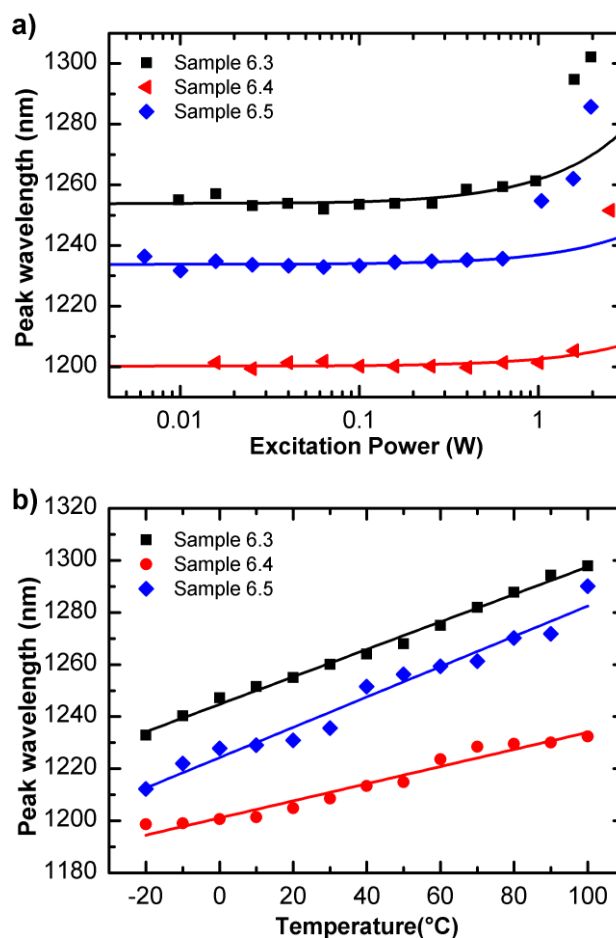 a)
1300
1280
1260
1240
1220
1200
Peak wavelength (nm)
Sample 6.3
Sample 6.4
Sample 6.5
0.01
0.1
1
Excitation Power (W)
b)
1320
1300
1280
1260
1240
1220
1200
1180
Peak wavelength (nm)
Sample 6.3
Sample 6.4
Sample 6.5
-20 0 20 40 60 80 100
Temperature(°C)